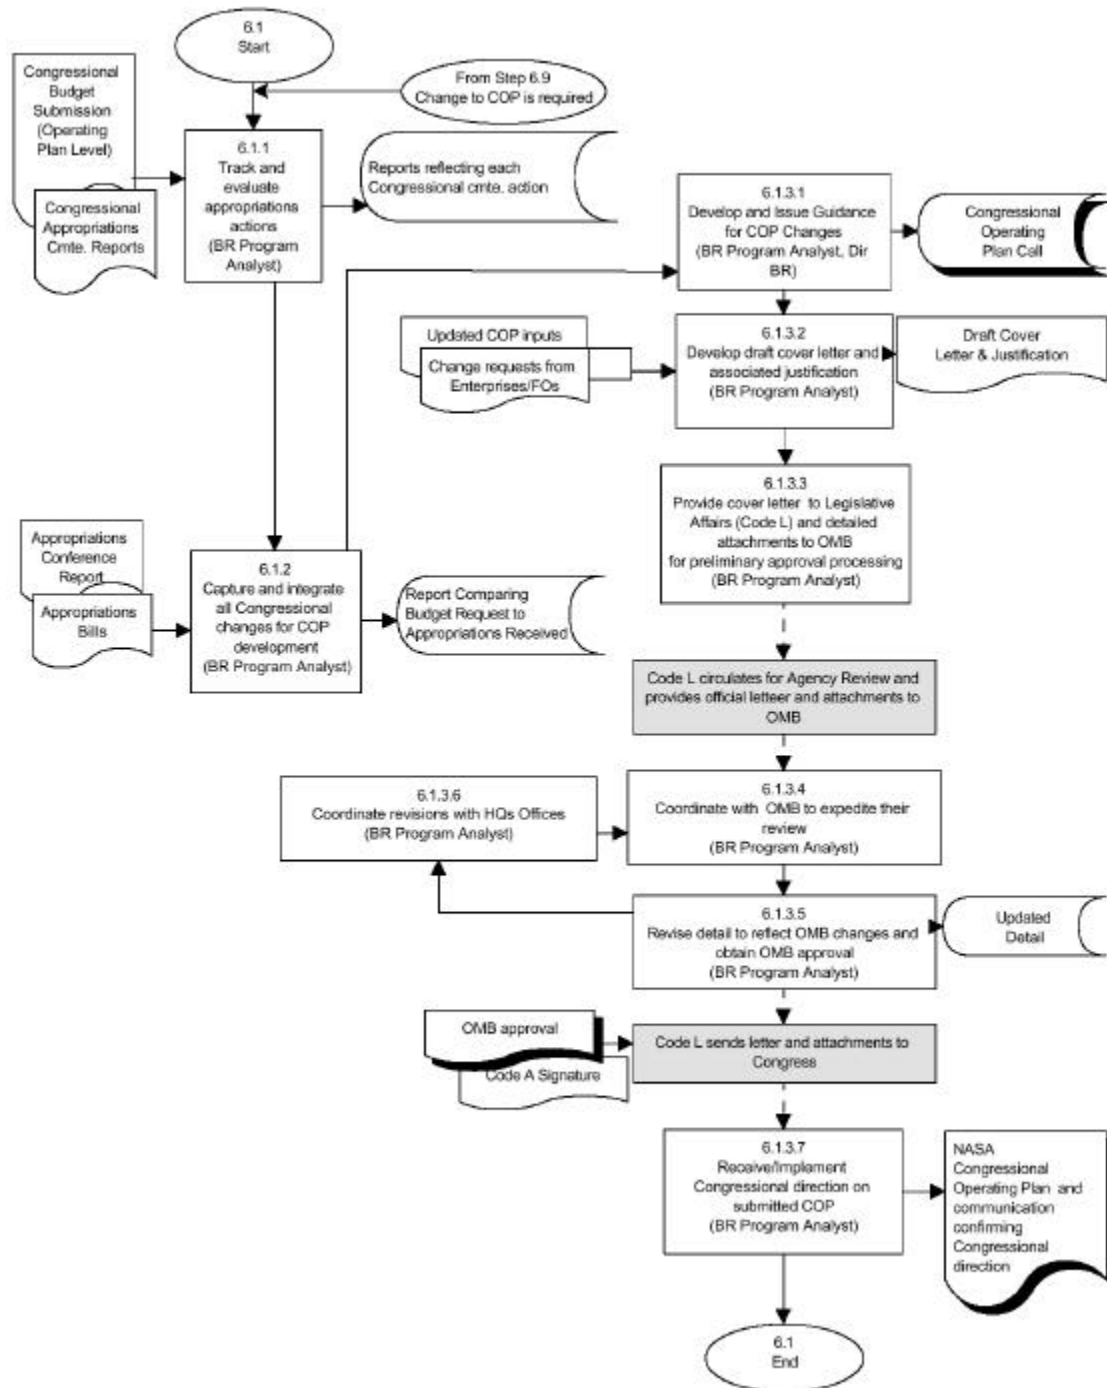 6.1
Start
Congressional
Budget
Submission
(Operating
Plan Level)
From Step 6.9
Change to COP is required
6.1.1
Track and
evaluate
appropriations
actions
(BR Program
Analyst)
Reports reflecting each
Congressional cmte. action
Congressional
Appropriations
Cmte. Reports
6.1.3.1
Develop and Issue Guidance
for COP Changes
(BR Program Analyst, Dir
BR)
Congressional
Operating
Plan Call
Updated COP inputs
Change requests from
Enterprises/FOs
6.1.3.2
Develop draft cover letter and
associated justification
(BR Program Analyst)
Draft Cover
Letter & Justification
6.1.3.3
Provide cover letter to Legislative
Affairs (Code L) and detailed
attachments to OMB
for preliminary approval processing
(BR Program Analyst)
Appropriations
Conference
Report
Appropriations
Bills
6.1.2
Capture and integrate
all Congressional
changes for COP
development
(BR Program Analyst)
Report Comparing
Budget Request to
Appropriations Received
Code L circulates for Agency Review and
provides official letteer and attachments to
OMB
6.1.3.6
Coordinate revisions with HQs Offices
(BR Program Analyst)
6.1.3.4
Coordinate with OMB to expedite their
review
(BR Program Analyst)
6.1.3.5
Revise detail to reflect OMB changes and
obtain OMB approval
(BR Program Analyst)
Updated
Detail
OMB approval
Code A Signature
Code L sends letter and attachments to
Congress
6.1.3.7
Receive/Implement
Congressional direction on
submitted COP
(BR Program Analyst)
NASA
Congressional
Operating Plan and
communication
confirming
Congressional
direction
6.1
End